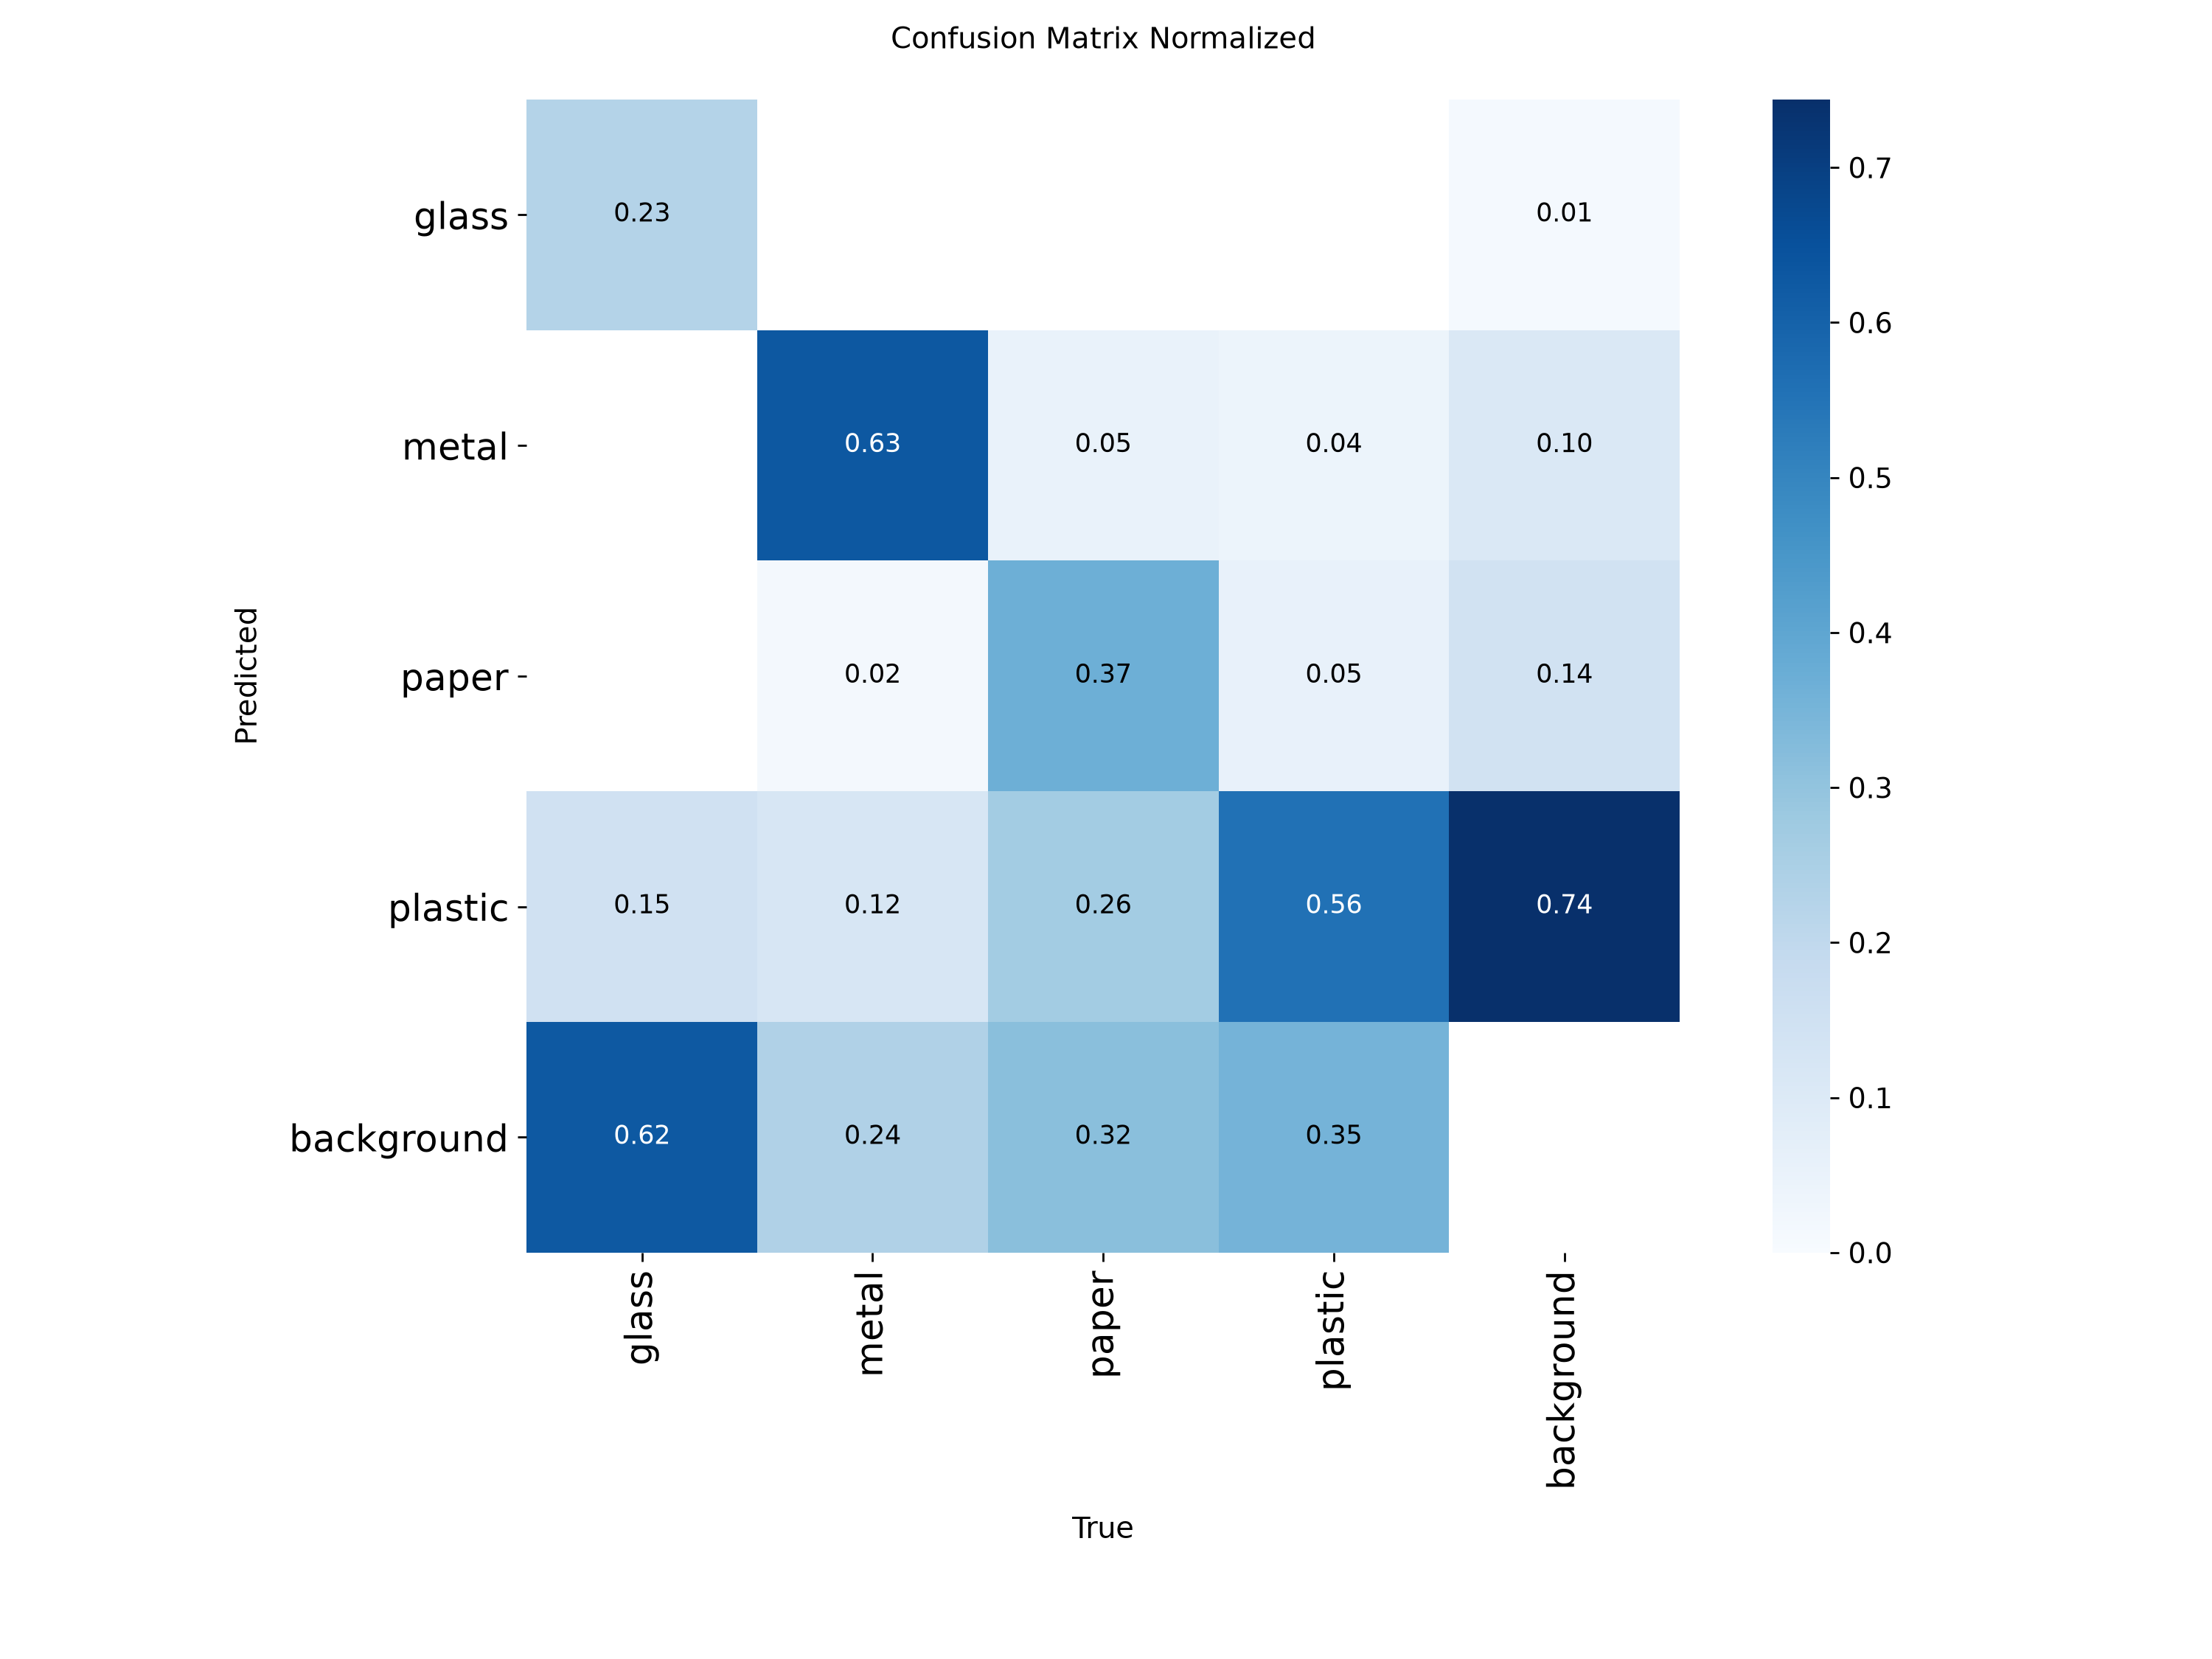 Confusion Matrix Normalized
glass 0.23 0.01
metal 0.63 0.05 0.04 0.10
paper 0.02 0.37 0.05 0.14
plastic 0.15 0.12 0.26 0.56 0.74
background 0.62 0.24 0.32 0.35
glass metal paper plastic background
Predicted
True
0.7
0.6
0.5
0.4
0.3
0.2
0.1
0.0